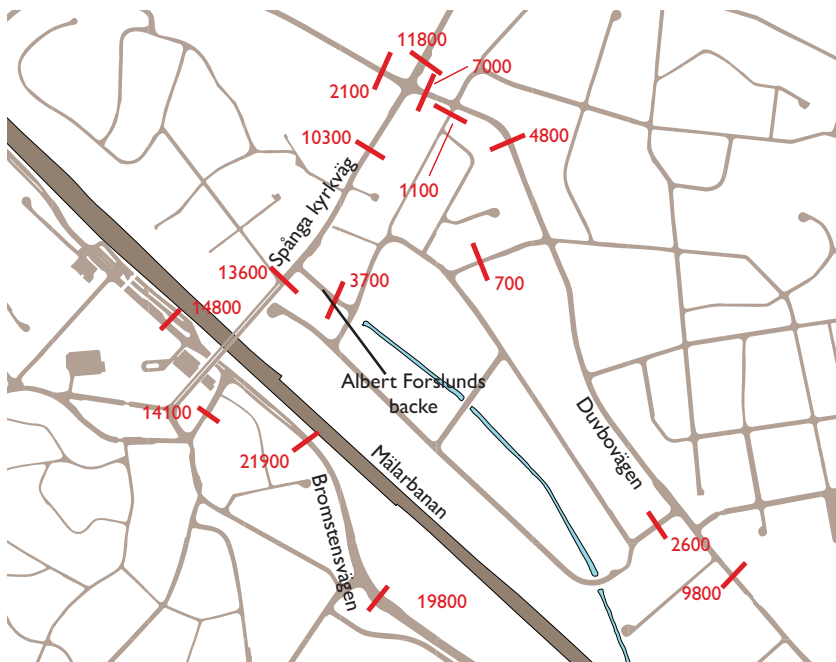 11800
7000
2100
4800
10300
1100
Spånga kyrkväg
13600
3700
700
14800
Albert Forslunds
backe
14100
Duvbovägen
21900
Mälarbanan
Bromstensvägen
2600
9800
19800